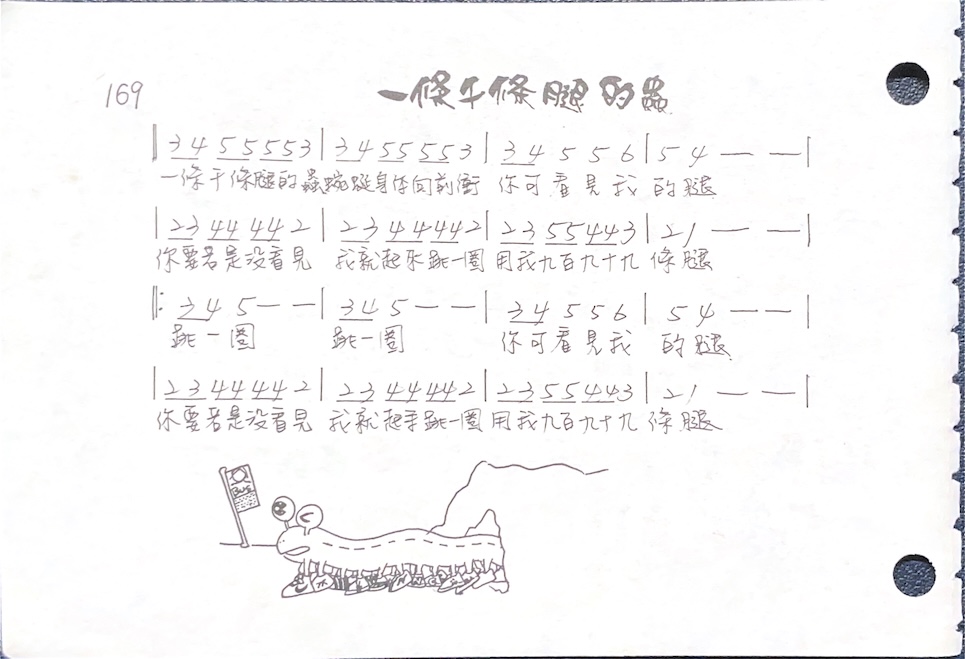 169
一條千條腿的蟲
‖ 3 4 5 5 5 5 3 | 3 4 5 5 5 5 3 | 3 4 5 5 6 | 5 4 — — |
一條千條腿的蟲蜿蜒身体向前衝 你可看見我 的腿
| 2 3 4 4 4 4 2 | 2 3 4 4 4 4 2 | 2 3 5 5 4 4 3 | 2 1 — — |
你要若是没看見 我就起來跳一圈 用我九百九十九 條腿
‖: 3 4 5 — — | 3 4 5 — — | 3 4 5 5 6 | 5 4 — — |
跳一圈 跳一圈 你可看見我 的腿
| 2 3 4 4 4 4 2 | 2 3 4 4 4 4 2 | 2 3 5 5 4 4 3 | 2 1 — — |
你要若是没看見 我就起來跳一圈 用我九百九十九 條腿
BUS